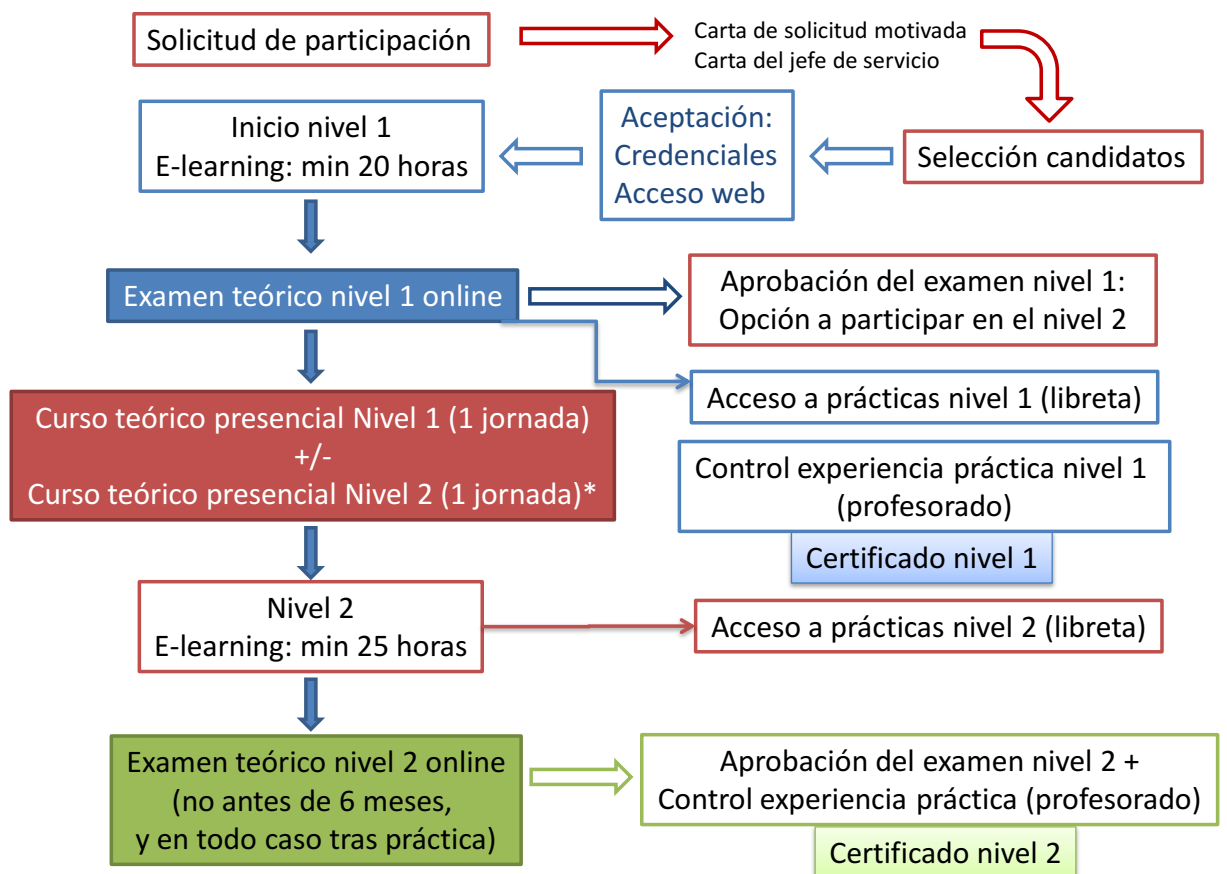 Solicitud de participación
Carta de solicitud motivada
Carta del jefe de servicio
Selección candidatos
Aceptación:
Credenciales
Acceso web
Inicio nivel 1
E-learning: min 20 horas
Examen teórico nivel 1 online
Aprobación del examen nivel 1:
Opción a participar en el nivel 2
Acceso a prácticas nivel 1 (libreta)
Control experiencia práctica nivel 1
(profesorado)
Certificado nivel 1
Curso teórico presencial Nivel 1 (1 jornada)
+/-
Curso teórico presencial Nivel 2 (1 jornada)*
Nivel 2
E-learning: min 25 horas
Acceso a prácticas nivel 2 (libreta)
Examen teórico nivel 2 online
(no antes de 6 meses,
y en todo caso tras práctica)
Aprobación del examen nivel 2 +
Control experiencia práctica (profesorado)
Certificado nivel 2